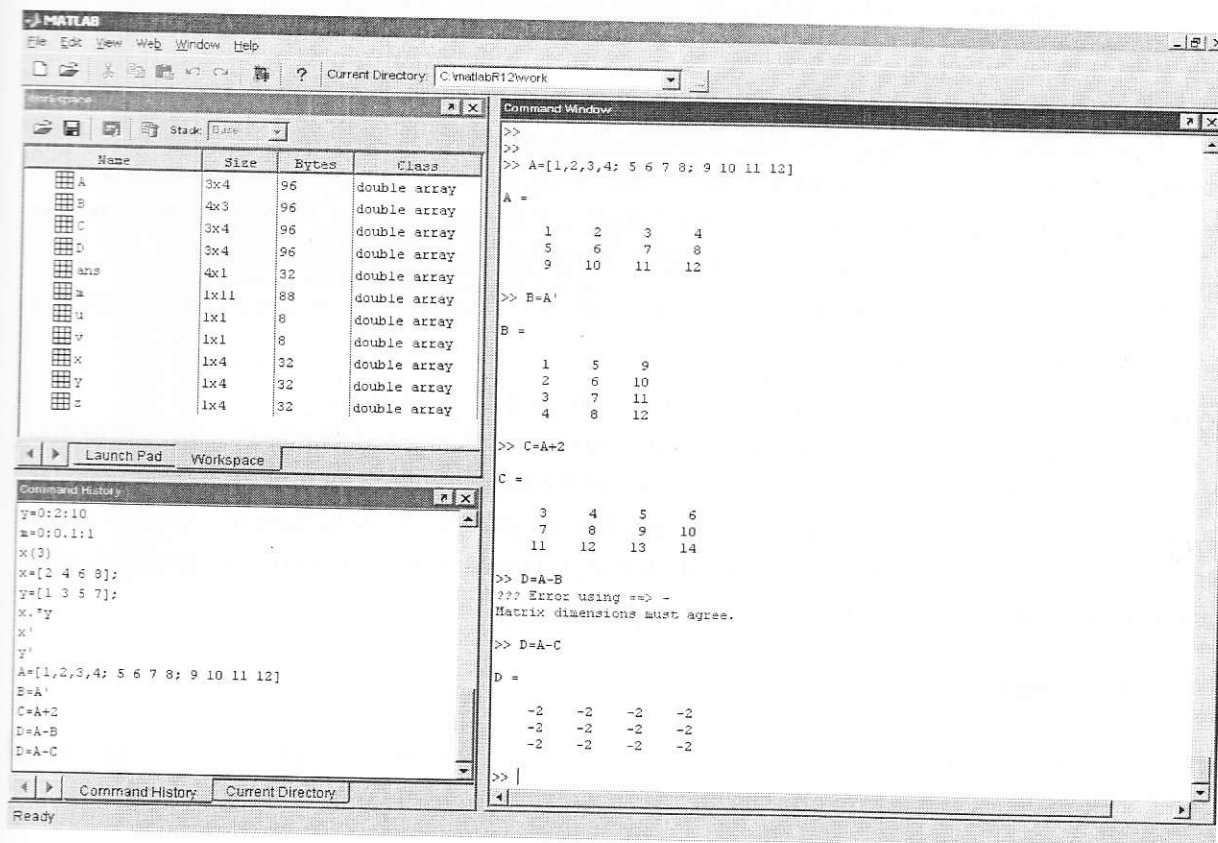 MATLAB
File Edit View Web Window Help
? Current Directory: C:\matlabR12\work
Workspace
Stack: Base
Name Size Bytes Class
A 3x4 96 double array
B 4x3 96 double array
C 3x4 96 double array
D 3x4 96 double array
ans 4x1 32 double array
m 1x11 88 double array
u 1x1 8 double array
v 1x1 8 double array
x 1x4 32 double array
y 1x4 32 double array
z 1x4 32 double array
Launch Pad Workspace
Command History
y=0:2:10
m=0:0.1:1
x(3)
x=[2 4 6 8];
y=[1 3 5 7];
x.*y
x'
y'
A=[1,2,3,4; 5 6 7 8; 9 10 11 12]
B=A'
C=A+2
D=A-B
D=A-C
Command History Current Directory
Ready
Command Window
>>
>>
>> A=[1,2,3,4; 5 6 7 8; 9 10 11 12]
A =
1 2 3 4
5 6 7 8
9 10 11 12
>> B=A'
B =
1 5 9
2 6 10
3 7 11
4 8 12
>> C=A+2
C =
3 4 5 6
7 8 9 10
11 12 13 14
>> D=A-B
??? Error using ==> -
Matrix dimensions must agree.
>> D=A-C
D =
-2 -2 -2 -2
-2 -2 -2 -2
-2 -2 -2 -2
>>